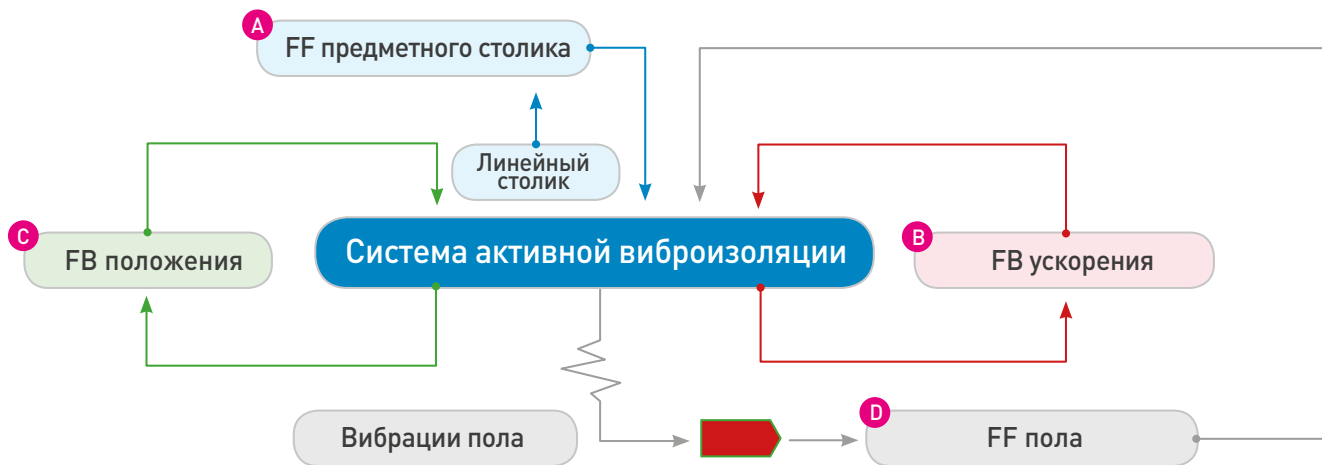 A
FF предметного столика
Линейный
столик
C
FB положения
Система активной виброизоляции
B
FB ускорения
Вибрации пола
D
FF пола